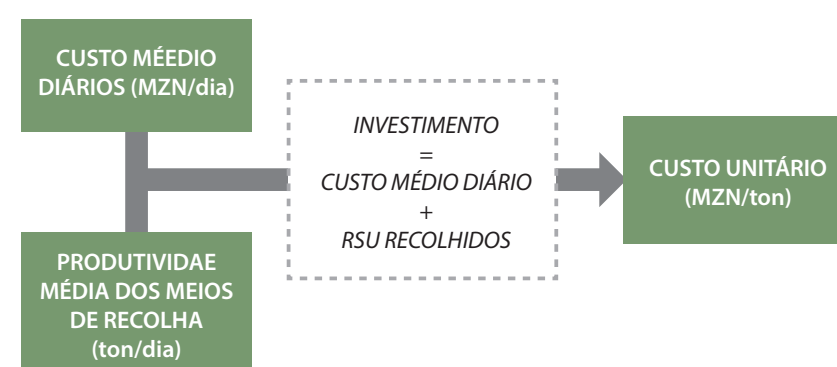 CUSTO MÉEDIO
DIÁRIOS (MZN/dia)
PRODUTIVIDAE
MÉDIA DOS MEIOS
DE RECOLHA
(ton/dia)
INVESTIMENTO
=
CUSTO MÉDIO DIÁRIO
+
RSU RECOLHIDOS
CUSTO UNITÁRIO
(MZN/ton)